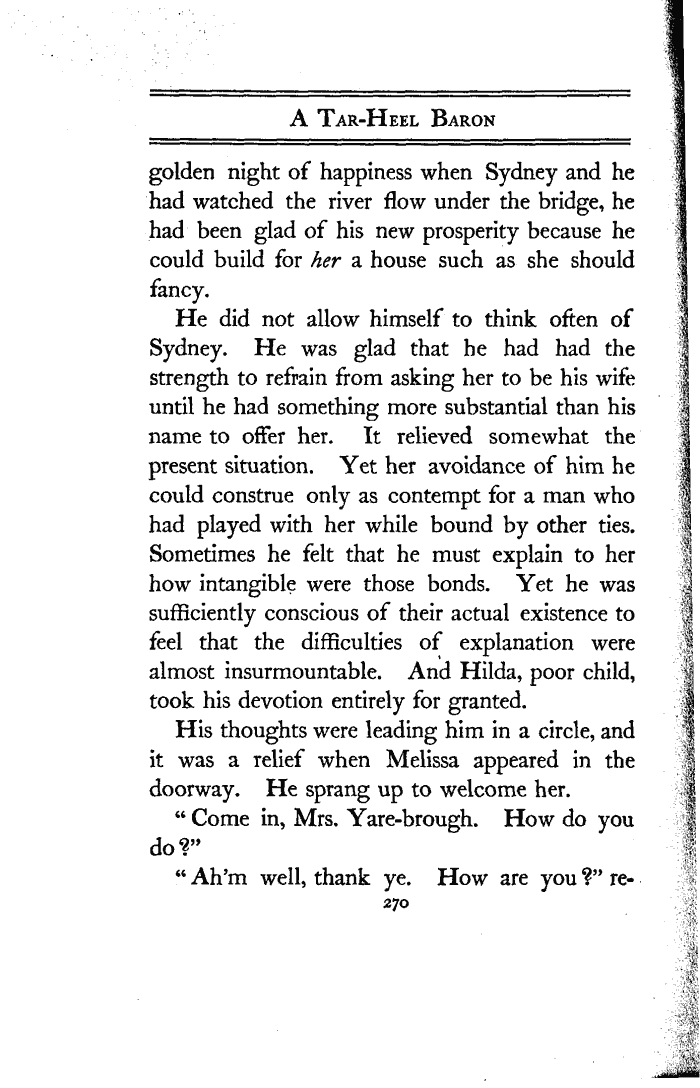 A Tar-Heel Baron
golden night of happiness when Sydney and he
had watched the river flow under the bridge, he
had been glad of his new prosperity because he
could build for her a house such as she should
fancy.
He did not allow himself to think often of
Sydney. He was glad that he had had the
strength to refrain from asking her to be his wife
until he had something more substantial than his
name to offer her. It relieved somewhat the
present situation. Yet her avoidance of him he
could construe only as contempt for a man who
had played with her while bound by other ties.
Sometimes he felt that he must explain to her
how intangible were those bonds. Yet he was
sufficiently conscious of their actual existence to
feel that the difficulties of explanation were
almost insurmountable. And Hilda, poor child,
took his devotion entirely for granted.
His thoughts were leading him in a circle, and
it was a relief when Melissa appeared in the
doorway. He sprang up to welcome her.
“Come in, Mrs. Yare-brough. How do you
do?”
“Ah’m well, thank ye. How are you?” re-
270